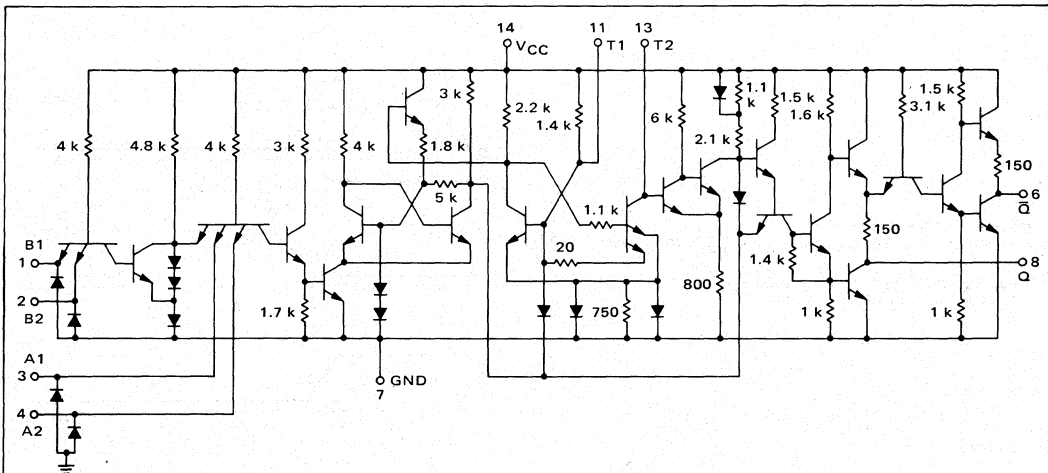 14
VCC
11
T1
13
T2
3 k
2.2 k
1.4 k
6 k
1.1
k
1.5 k
1.6 k
1.5 k
3.1 k
4 k
4.8 k
4 k
3 k
4 k
1.8 k
2.1 k
150
5 k
6
Q̅
B1
1
1.1 k
20
150
8
Q
1.4 k
2
B2
1.7 k
750
800
1 k
1 k
A1
3
GND
7
4
A2